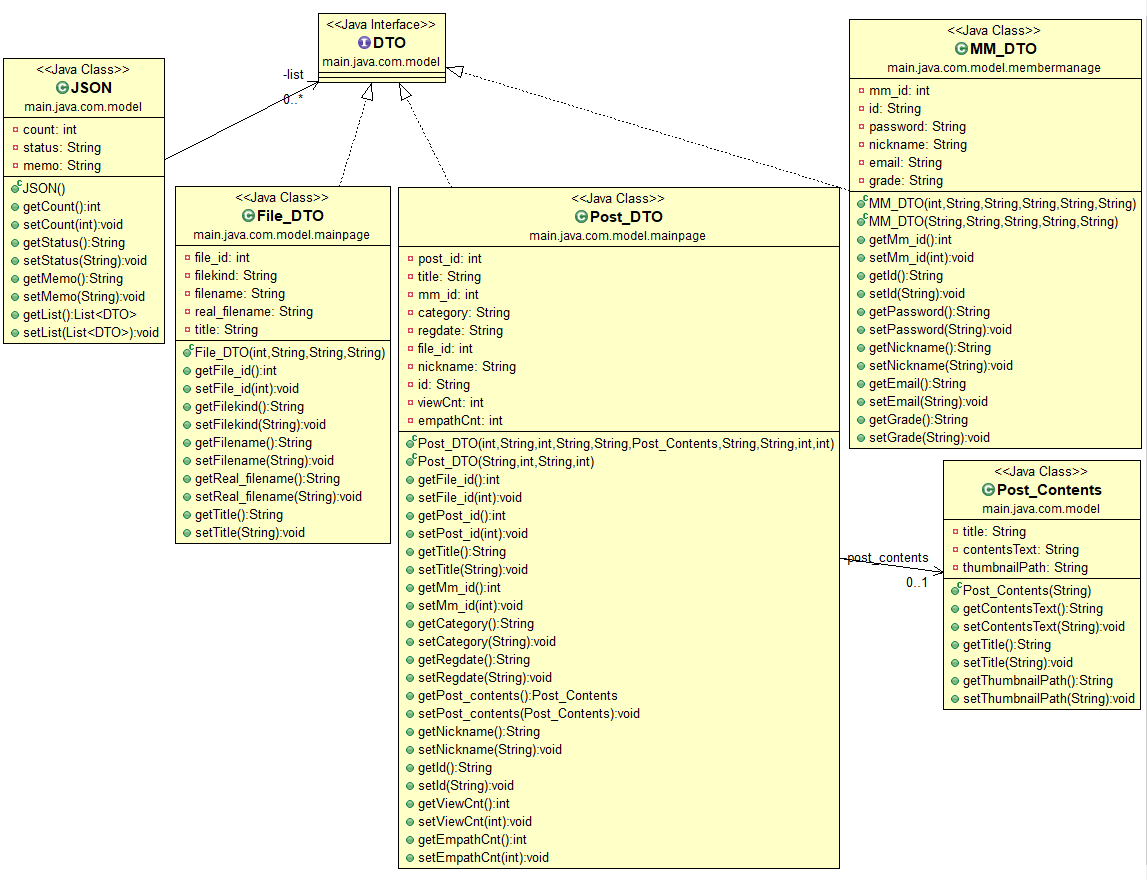 <<Java Interface>>
DTO
main.java.com.model
-list
0..*
<<Java Class>>
JSON
main.java.com.model
count: int
status: String
memo: String
JSON()
getCount():int
setCount(int):void
getStatus():String
setStatus(String):void
getMemo():String
setMemo(String):void
getList():List<DTO>
setList(List<DTO>):void
<<Java Class>>
File_DTO
main.java.com.model.mainpage
file_id: int
filekind: String
filename: String
real_filename: String
title: String
File_DTO(int,String,String,String)
getFile_id():int
setFile_id(int):void
getFilekind():String
setFilekind(String):void
getFilename():String
setFilename(String):void
getReal_filename():String
setReal_filename(String):void
getTitle():String
setTitle(String):void
<<Java Class>>
Post_DTO
main.java.com.model.mainpage
post_id: int
title: String
mm_id: int
category: String
regdate: String
file_id: int
nickname: String
id: String
viewCnt: int
empathCnt: int
Post_DTO(int,String,int,String,String,Post_Contents,String,String,int,int)
Post_DTO(String,int,String,int)
getFile_id():int
setFile_id(int):void
getPost_id():int
setPost_id(int):void
getTitle():String
setTitle(String):void
getMm_id():int
setMm_id(int):void
getCategory():String
setCategory(String):void
getRegdate():String
setRegdate(String):void
getPost_contents():Post_Contents
setPost_contents(Post_Contents):void
getNickname():String
setNickname(String):void
getId():String
setId(String):void
getViewCnt():int
setViewCnt(int):void
getEmpathCnt():int
setEmpathCnt(int):void
<<Java Class>>
MM_DTO
main.java.com.model.membermanage
mm_id: int
id: String
password: String
nickname: String
email: String
grade: String
MM_DTO(int,String,String,String,String,String)
MM_DTO(String,String,String,String,String)
getMm_id():int
setMm_id(int):void
getId():String
setId(String):void
getPassword():String
setPassword(String):void
getNickname():String
setNickname(String):void
getEmail():String
setEmail(String):void
getGrade():String
setGrade(String):void
-post_contents
0..1
<<Java Class>>
Post_Contents
main.java.com.model
title: String
contentsText: String
thumbnailPath: String
Post_Contents(String)
getContentsText():String
setContentsText(String):void
getTitle():String
setTitle(String):void
getThumbnailPath():String
setThumbnailPath(String):void